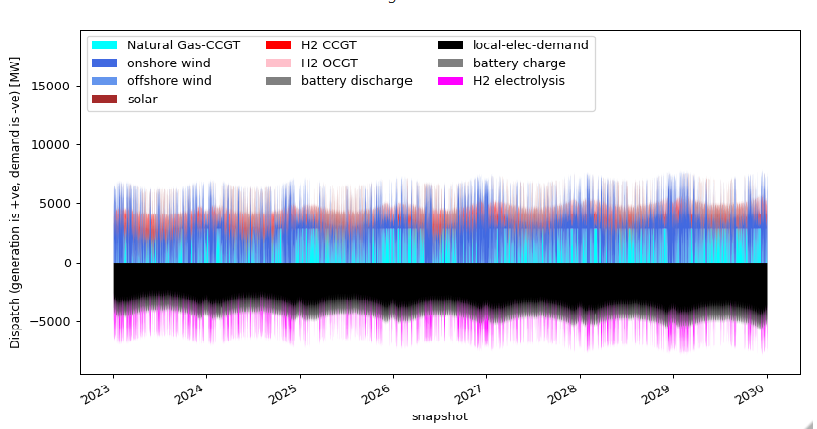 Natural Gas-CCGT
onshore wind
offshore wind
solar
H2 CCGT
H2 OCGT
battery discharge
local-elec-demand
battery charge
H2 electrolysis
Dispatch (generation is +ve, demand is -ve) [MW]
15000
10000
5000
0
−5000
2023
2024
2025
2026
2027
2028
2029
2030
snapshot